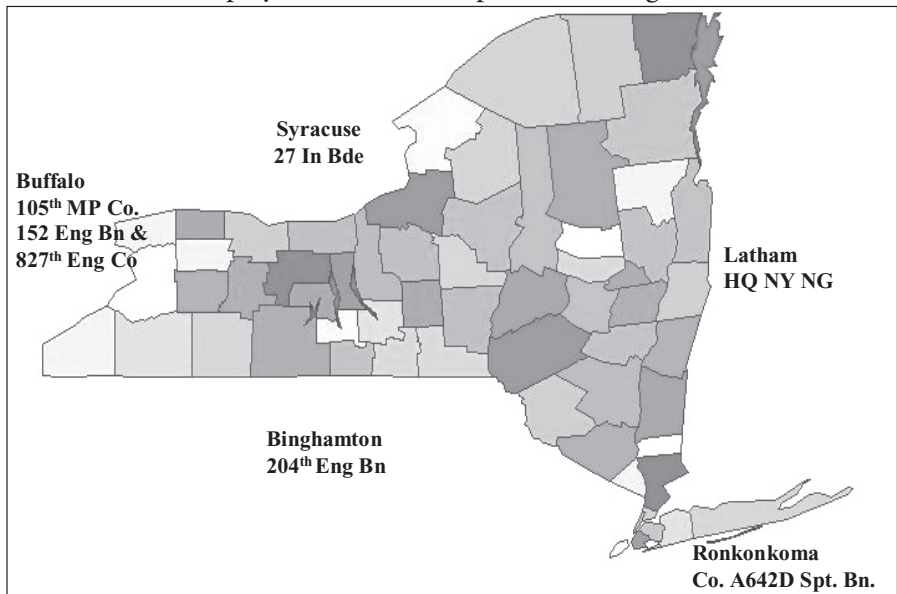 Syracuse
27 In Bde
Buffalo
105th MP Co.
152 Eng Bn &
827th Eng Co
Latham
HQ NY NG
Binghamton
204th Eng Bn
Ronkonkoma
Co. A642D Spt. Bn.